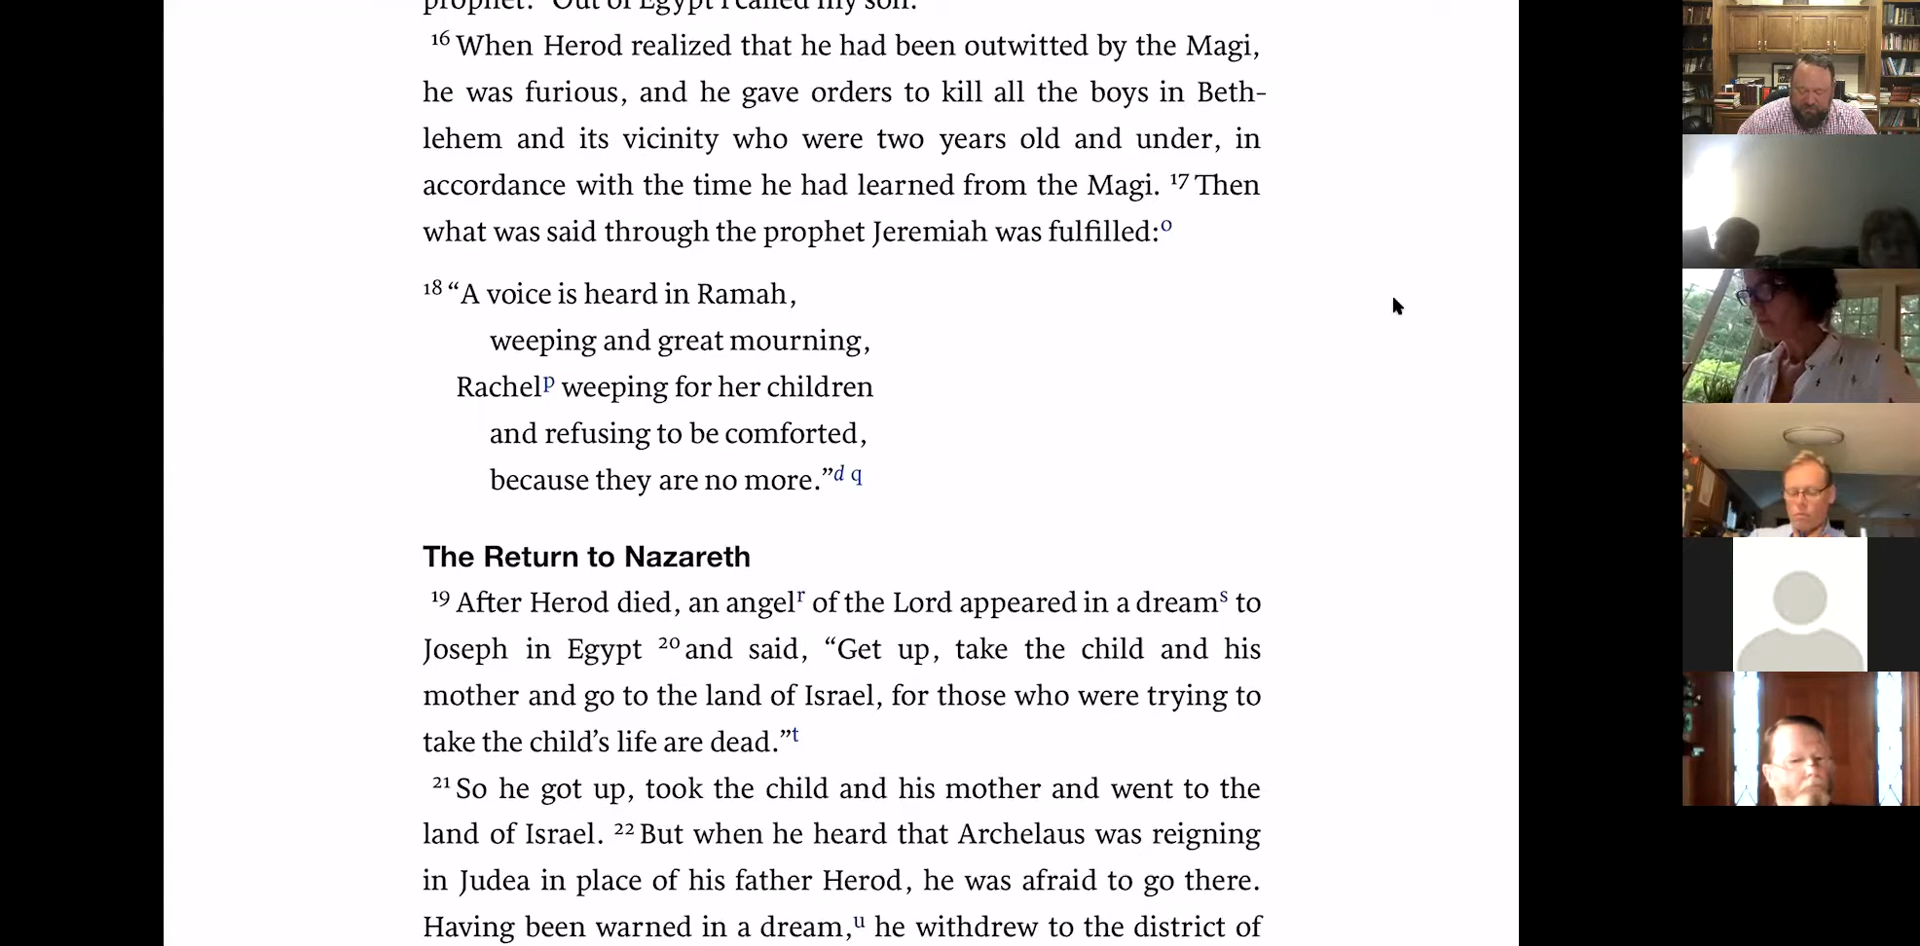 prophet: “Out of Egypt I called my son.”
16 When Herod realized that he had been outwitted by the Magi,
he was furious, and he gave orders to kill all the boys in Beth-
lehem and its vicinity who were two years old and under, in
accordance with the time he had learned from the Magi. 17 Then
what was said through the prophet Jeremiah was fulfilled:o
18 “A voice is heard in Ramah,
weeping and great mourning,
Rachelp weeping for her children
and refusing to be comforted,
because they are no more.”d q
The Return to Nazareth
19 After Herod died, an angelr of the Lord appeared in a dreams to
Joseph in Egypt 20 and said, “Get up, take the child and his
mother and go to the land of Israel, for those who were trying to
take the child’s life are dead.”t
21 So he got up, took the child and his mother and went to the
land of Israel. 22 But when he heard that Archelaus was reigning
in Judea in place of his father Herod, he was afraid to go there.
Having been warned in a dream,u he withdrew to the district of